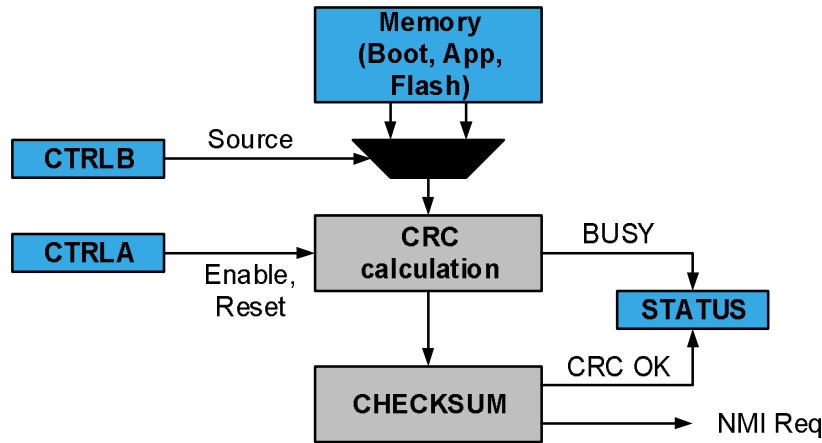 Memory
(Boot, App,
Flash)
Source
CTRLB
CRC
calculation
BUSY
CTRLA
Enable,
Reset
STATUS
CRC OK
CHECKSUM
NMI Req